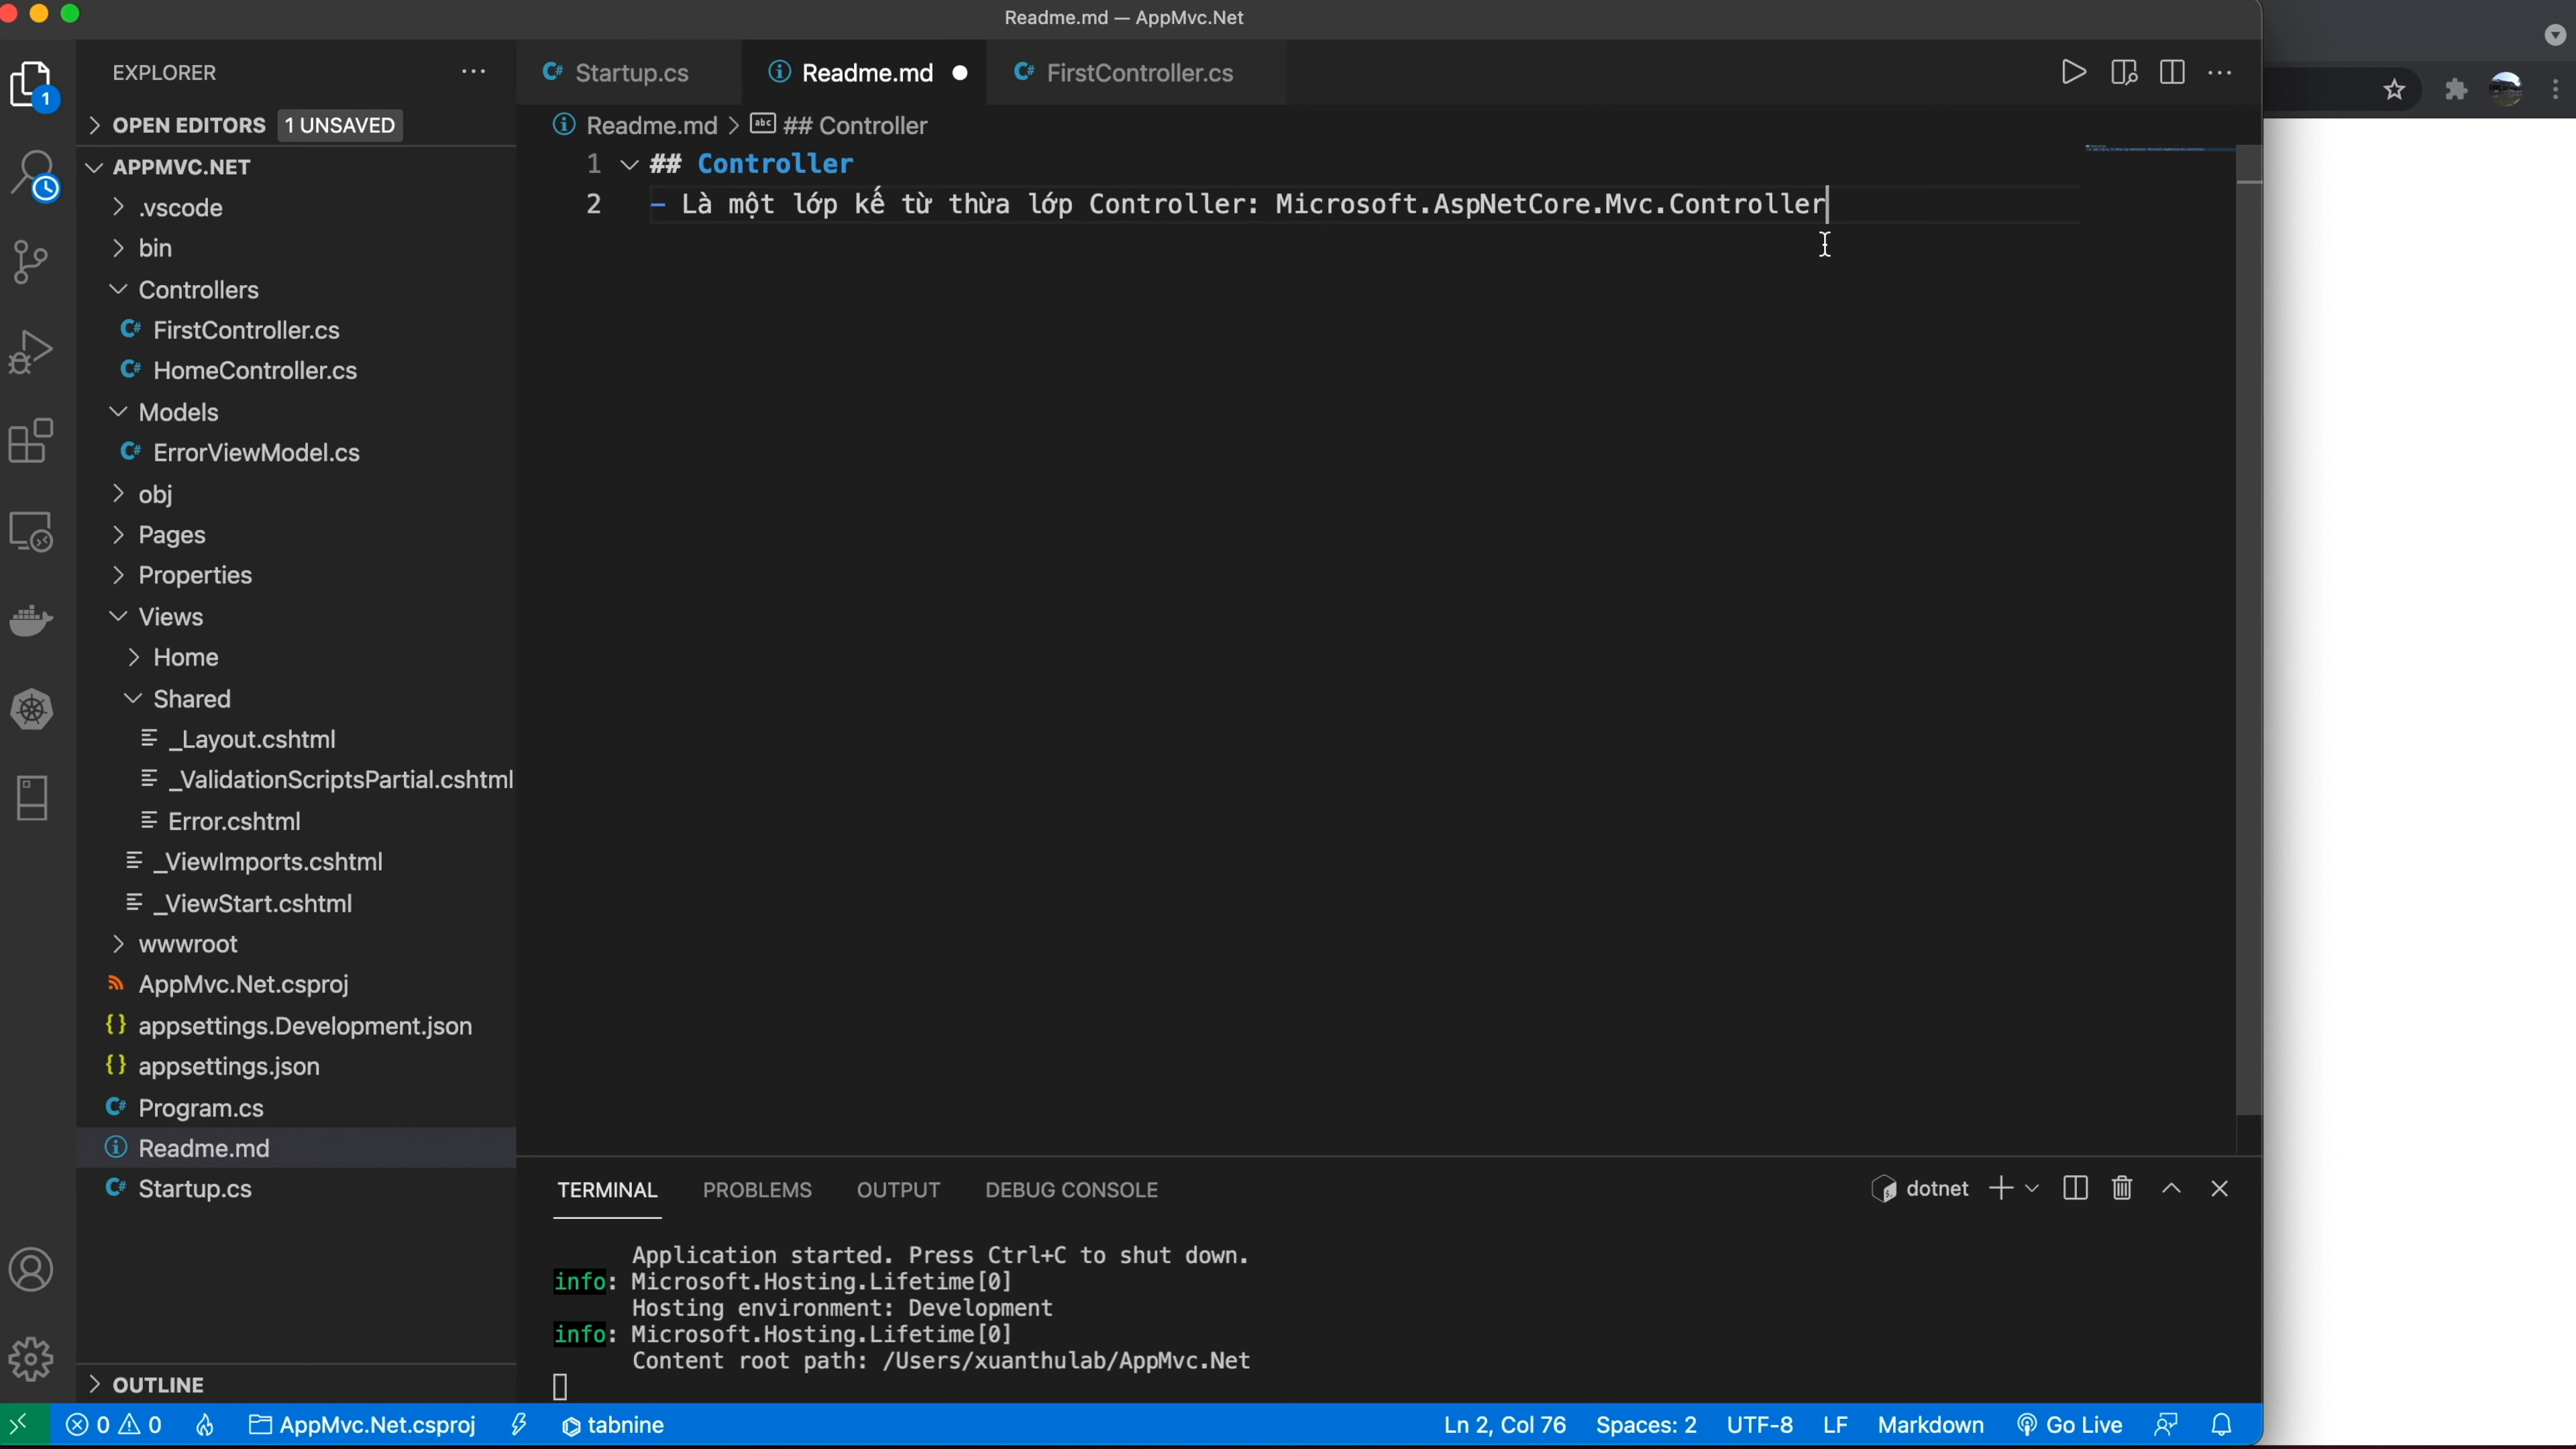 Readme.md — AppMvc.Net
EXPLORER
Startup.cs
Readme.md
FirstController.cs
1
OPEN EDITORS 1 UNSAVED
Readme.md > ## Controller
APPMVC.NET
.vscode
bin
Controllers
FirstController.cs
HomeController.cs
Models
ErrorViewModel.cs
obj
Pages
Properties
Views
Home
Shared
_Layout.cshtml
_ValidationScriptsPartial.cshtml
Error.cshtml
_ViewImports.cshtml
_ViewStart.cshtml
wwwroot
AppMvc.Net.csproj
appsettings.Development.json
appsettings.json
Program.cs
Readme.md
Startup.cs
OUTLINE
1 ## Controller
2 - Là một lớp kế từ thừa lớp Controller: Microsoft.AspNetCore.Mvc.Controller
TERMINAL PROBLEMS OUTPUT DEBUG CONSOLE
dotnet
Application started. Press Ctrl+C to shut down.
info: Microsoft.Hosting.Lifetime[0]
Hosting environment: Development
info: Microsoft.Hosting.Lifetime[0]
Content root path: /Users/xuanthulab/AppMvc.Net
0 0 AppMvc.Net.csproj tabnine Ln 2, Col 76 Spaces: 2 UTF-8 LF Markdown Go Live